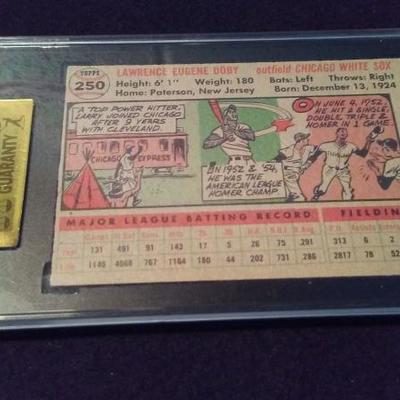 TOPPS
250
LAWRENCE EUGENE DOBY outfield CHICAGO WHITE SOX
Height: 6' 1" Weight: 180 Bats: Left Throws: Right
Home: Paterson, New Jersey Born: December 13, 1924
A TOP POWER HITTER, LARRY JOINED CHICAGO AFTER 9 YEARS WITH CLEVELAND.
CHICAGO EXPRESS
IN 1952 & '54, HE WAS THE AMERICAN LEAGUE HOMER CHAMP.
ON JUNE 4, 1952, HE HIT A SINGLE, DOUBLE, TRIPLE & HOMER IN 1 GAME.
MAJOR LEAGUE BATTING RECORD FIELDIN
Year 131 491 91 143 17 5 26 75 .291 313 6 2
Life 1146 4068 767 1164 180 44 .286 2817 78 52
GUARANTY